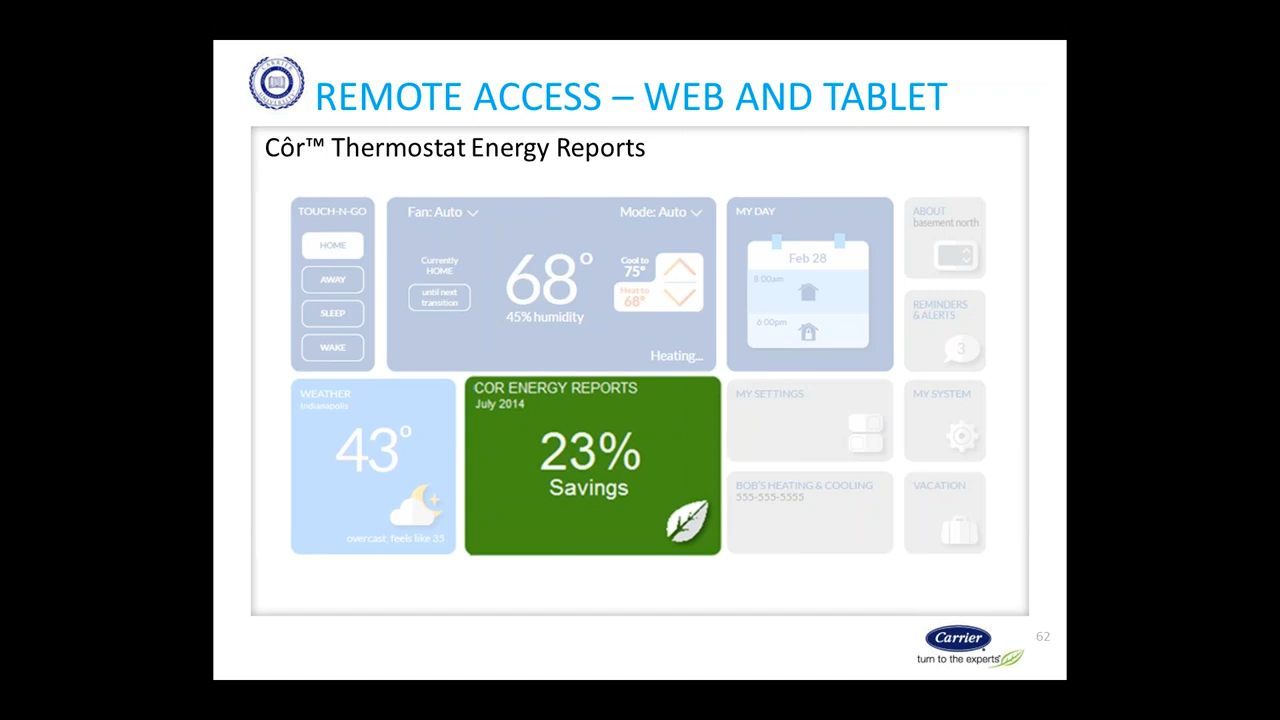 REMOTE ACCESS – WEB AND TABLET
Côr™ Thermostat Energy Reports
TOUCH-N-GO
HOME
AWAY
SLEEP
WAKE
Fan: Auto
Mode: Auto
Currently
HOME
until next
transition
68°
45% humidity
Cool to
75°
Heat to
68°
Heating...
MY DAY
Feb 28
8:00am
6:00pm
ABOUT
basement north
REMINDERS
& ALERTS
3
WEATHER
Indianapolis
43°
overcast, feels like 35
COR ENERGY REPORTS
July 2014
23%
Savings
MY SETTINGS
MY SYSTEM
BOB'S HEATING & COOLING
555-555-5555
VACATION
Carrier
turn to the experts
62